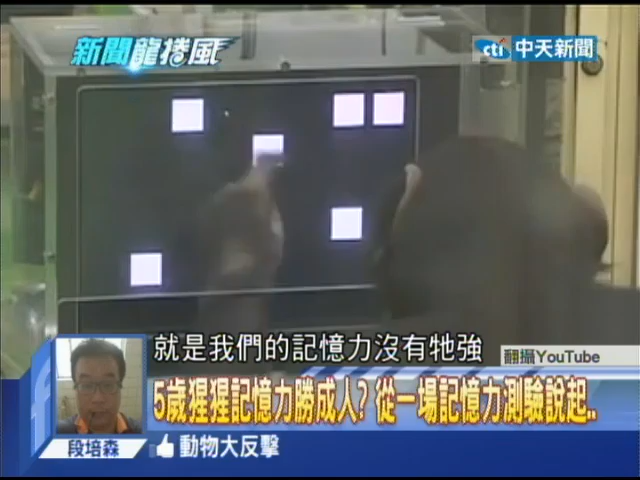 新聞龍捲風
cti 中天新聞
就是我們的記憶力沒有牠強
翻攝YouTube
5歲猩猩記憶力勝成人? 從一場記憶力測驗說起..
f
段培森 動物大反擊